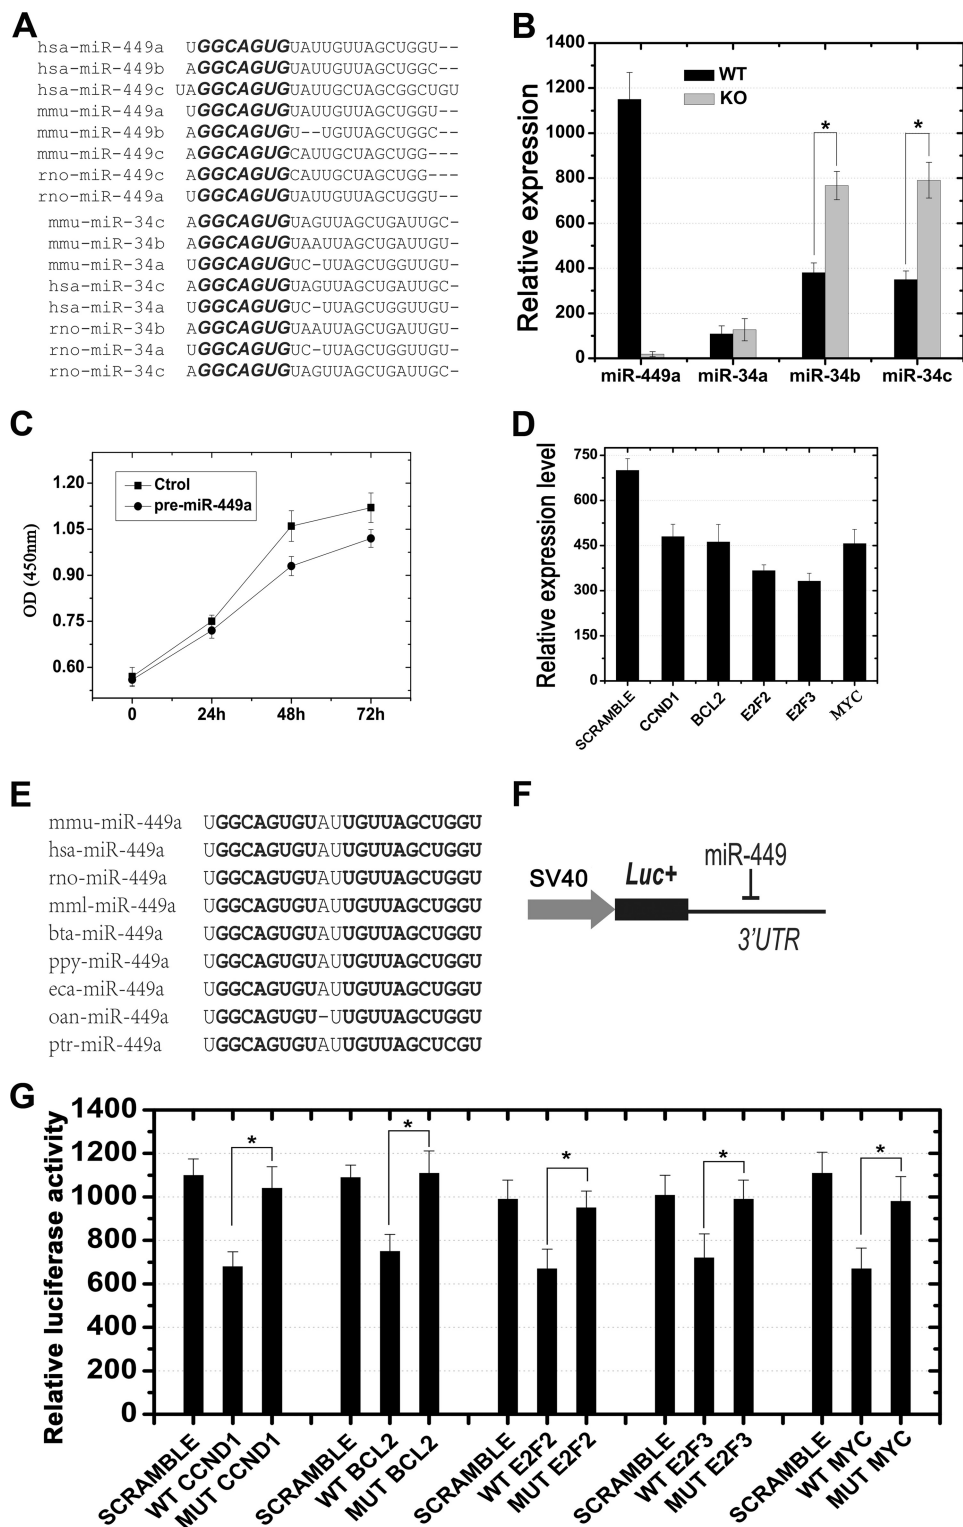 A
hsa-miR-449a UGGCAGUGUAUUGUUAGCUGGU--
hsa-miR-449b AGGCAGUGUAUUGUUAGCUGGC--
hsa-miR-449c UAGGCAGUGUAUUGCUAGCGGCUGU
mmu-miR-449a UGGCAGUGUAUUGUUAGCUGGU--
mmu-miR-449b AGGCAGUGU--UGUUAGCUGGC--
mmu-miR-449c AGGCAGUGCAUUGCUAGCUGG---
rno-miR-449c AGGCAGUGCAUUGCUAGCUGG---
rno-miR-449a UGGCAGUGUAUUGUUAGCUGGU--
mmu-miR-34c AGGCAGUGUAGUUAGCUGAUUGC-
mmu-miR-34b AGGCAGUGUAAUUAGCUGAUUGU-
mmu-miR-34a UGGCAGUGUC-UUAGCUGGUUGU-
hsa-miR-34c AGGCAGUGUAGUUAGCUGAUUGC-
hsa-miR-34a UGGCAGUGUC-UUAGCUGGUUGU-
rno-miR-34b AGGCAGUGUAAUUAGCUGAUUGU-
rno-miR-34a UGGCAGUGUC-UUAGCUGGUUGU-
rno-miR-34c AGGCAGUGUAGUUAGCUGAUUGC-
B
Relative expression
1400
1200
1000
800
600
400
200
0
WT
KO
*
*
miR-449a miR-34a miR-34b miR-34c
C
OD (450nm)
1.20
1.05
0.90
0.75
0.60
Ctrol
pre-miR-449a
0 24h 48h 72h
D
Relative expression level
750
600
450
300
150
0
SCRAMBLE
CCND1
BCL2
E2F2
E2F3
MYC
E
mmu-miR-449a UGGCAGUGUAUUGUUAGCUGGU
hsa-miR-449a UGGCAGUGUAUUGUUAGCUGGU
rno-miR-449a UGGCAGUGUAUUGUUAGCUGGU
mml-miR-449a UGGCAGUGUAUUGUUAGCUGGU
bta-miR-449a UGGCAGUGUAUUGUUAGCUGGU
ppy-miR-449a UGGCAGUGUAUUGUUAGCUGGU
eca-miR-449a UGGCAGUGUAUUGUUAGCUGGU
oan-miR-449a UGGCAGUGU-UUGUUAGCUGGU
ptr-miR-449a UGGCAGUGUAUUGUUAGCUCGU
F
miR-449
SV40 Luc+
3'UTR
G
Relative luciferase activity
1400
1200
1000
800
600
400
200
0
*
*
*
*
*
SCRAMBLE
WT CCND1
MUT CCND1
SCRAMBLE
WT BCL2
MUT BCL2
SCRAMBLE
WT E2F2
MUT E2F2
SCRAMBLE
WT E2F3
MUT E2F3
SCRAMBLE
WT MYC
MUT MYC